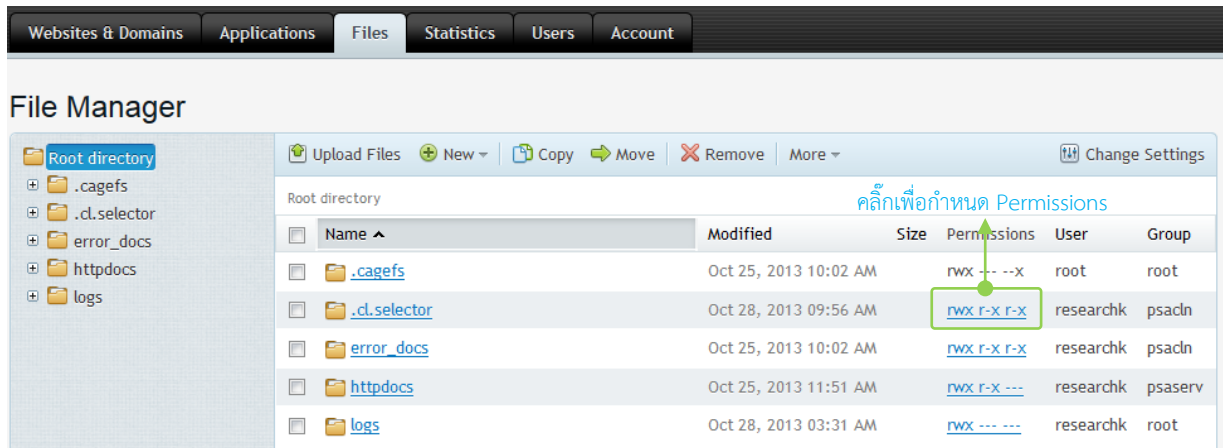 Websites & Domains Applications Files Statistics Users Account
File Manager
Root directory
.cagefs
.cl.selector
error_docs
httpdocs
logs
Upload Files New Copy Move Remove More Change Settings
Root directory
คลิ๊กเพื่อกำหนด Permissions
Name Modified Size Permissions User Group
.cagefs Oct 25, 2013 10:02 AM rwx --- --x root root
.cl.selector Oct 28, 2013 09:56 AM rwx r-x r-x researchk psacln
error_docs Oct 25, 2013 10:02 AM rwx r-x r-x researchk psacln
httpdocs Oct 25, 2013 11:51 AM rwx r-x --- researchk psaserv
logs Oct 28, 2013 03:31 AM rwx --- --- researchk root